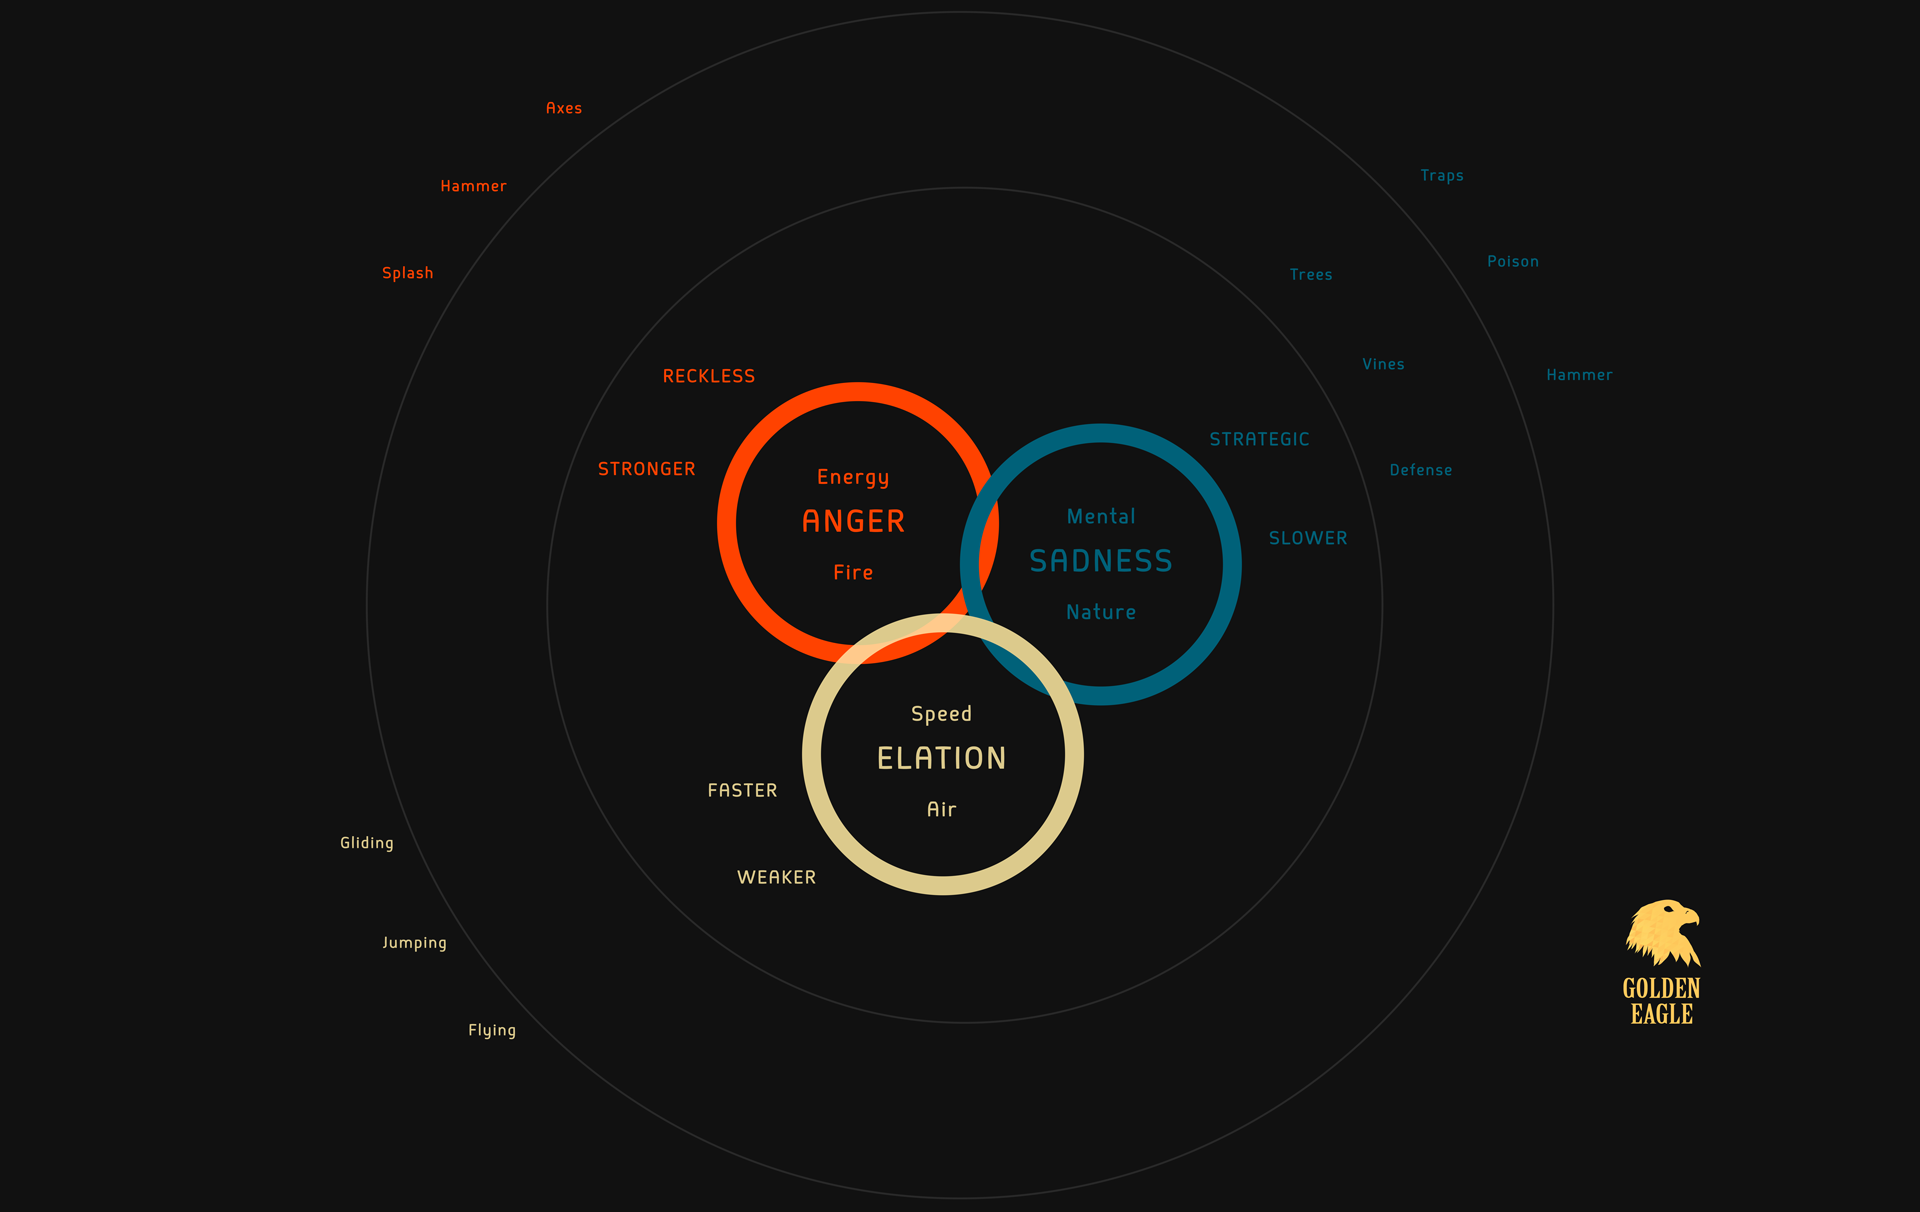 Axes
Hammer
Splash
RECKLESS
STRONGER
Energy
ANGER
Fire
Traps
Poison
Hammer
Trees
Vines
Defense
STRATEGIC
SLOWER
Mental
SADNESS
Nature
Speed
ELATION
Air
FASTER
WEAKER
Gliding
Jumping
Flying
GOLDEN
EAGLE